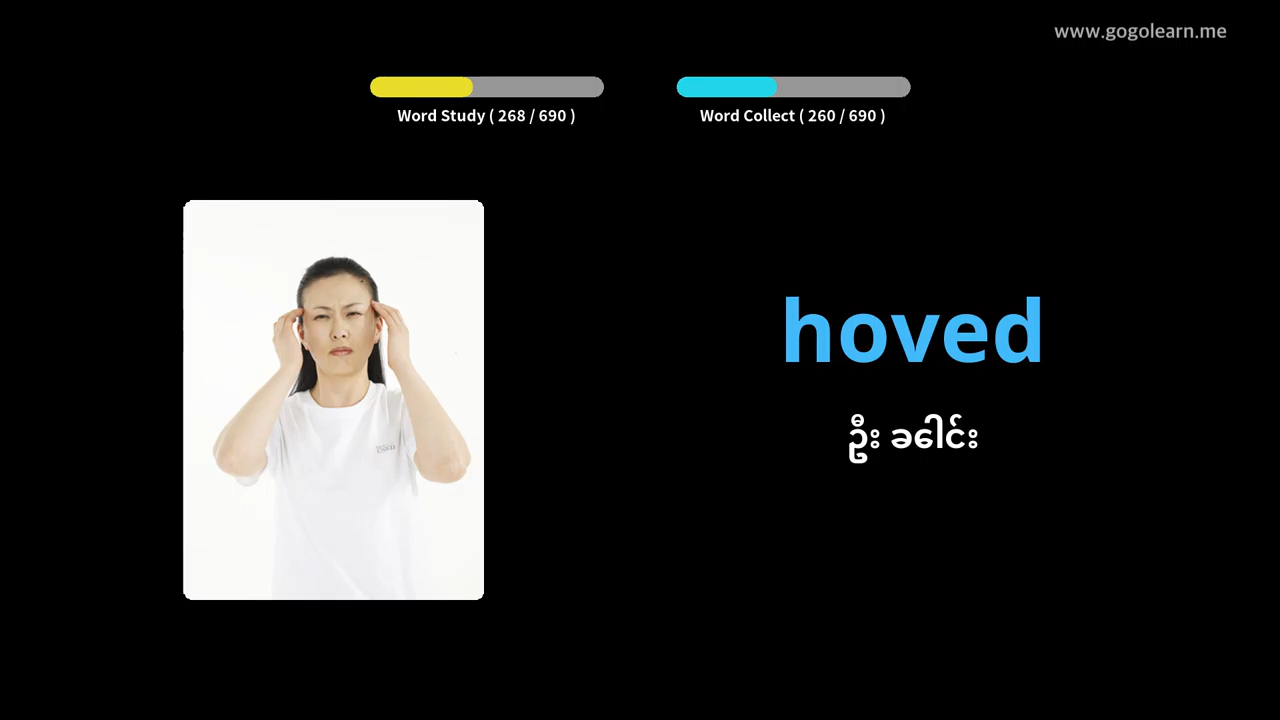 www.gogolearn.me
Word Study ( 268 / 690 )
Word Collect ( 260 / 690 )
hoved
ဦး ခေါင်း